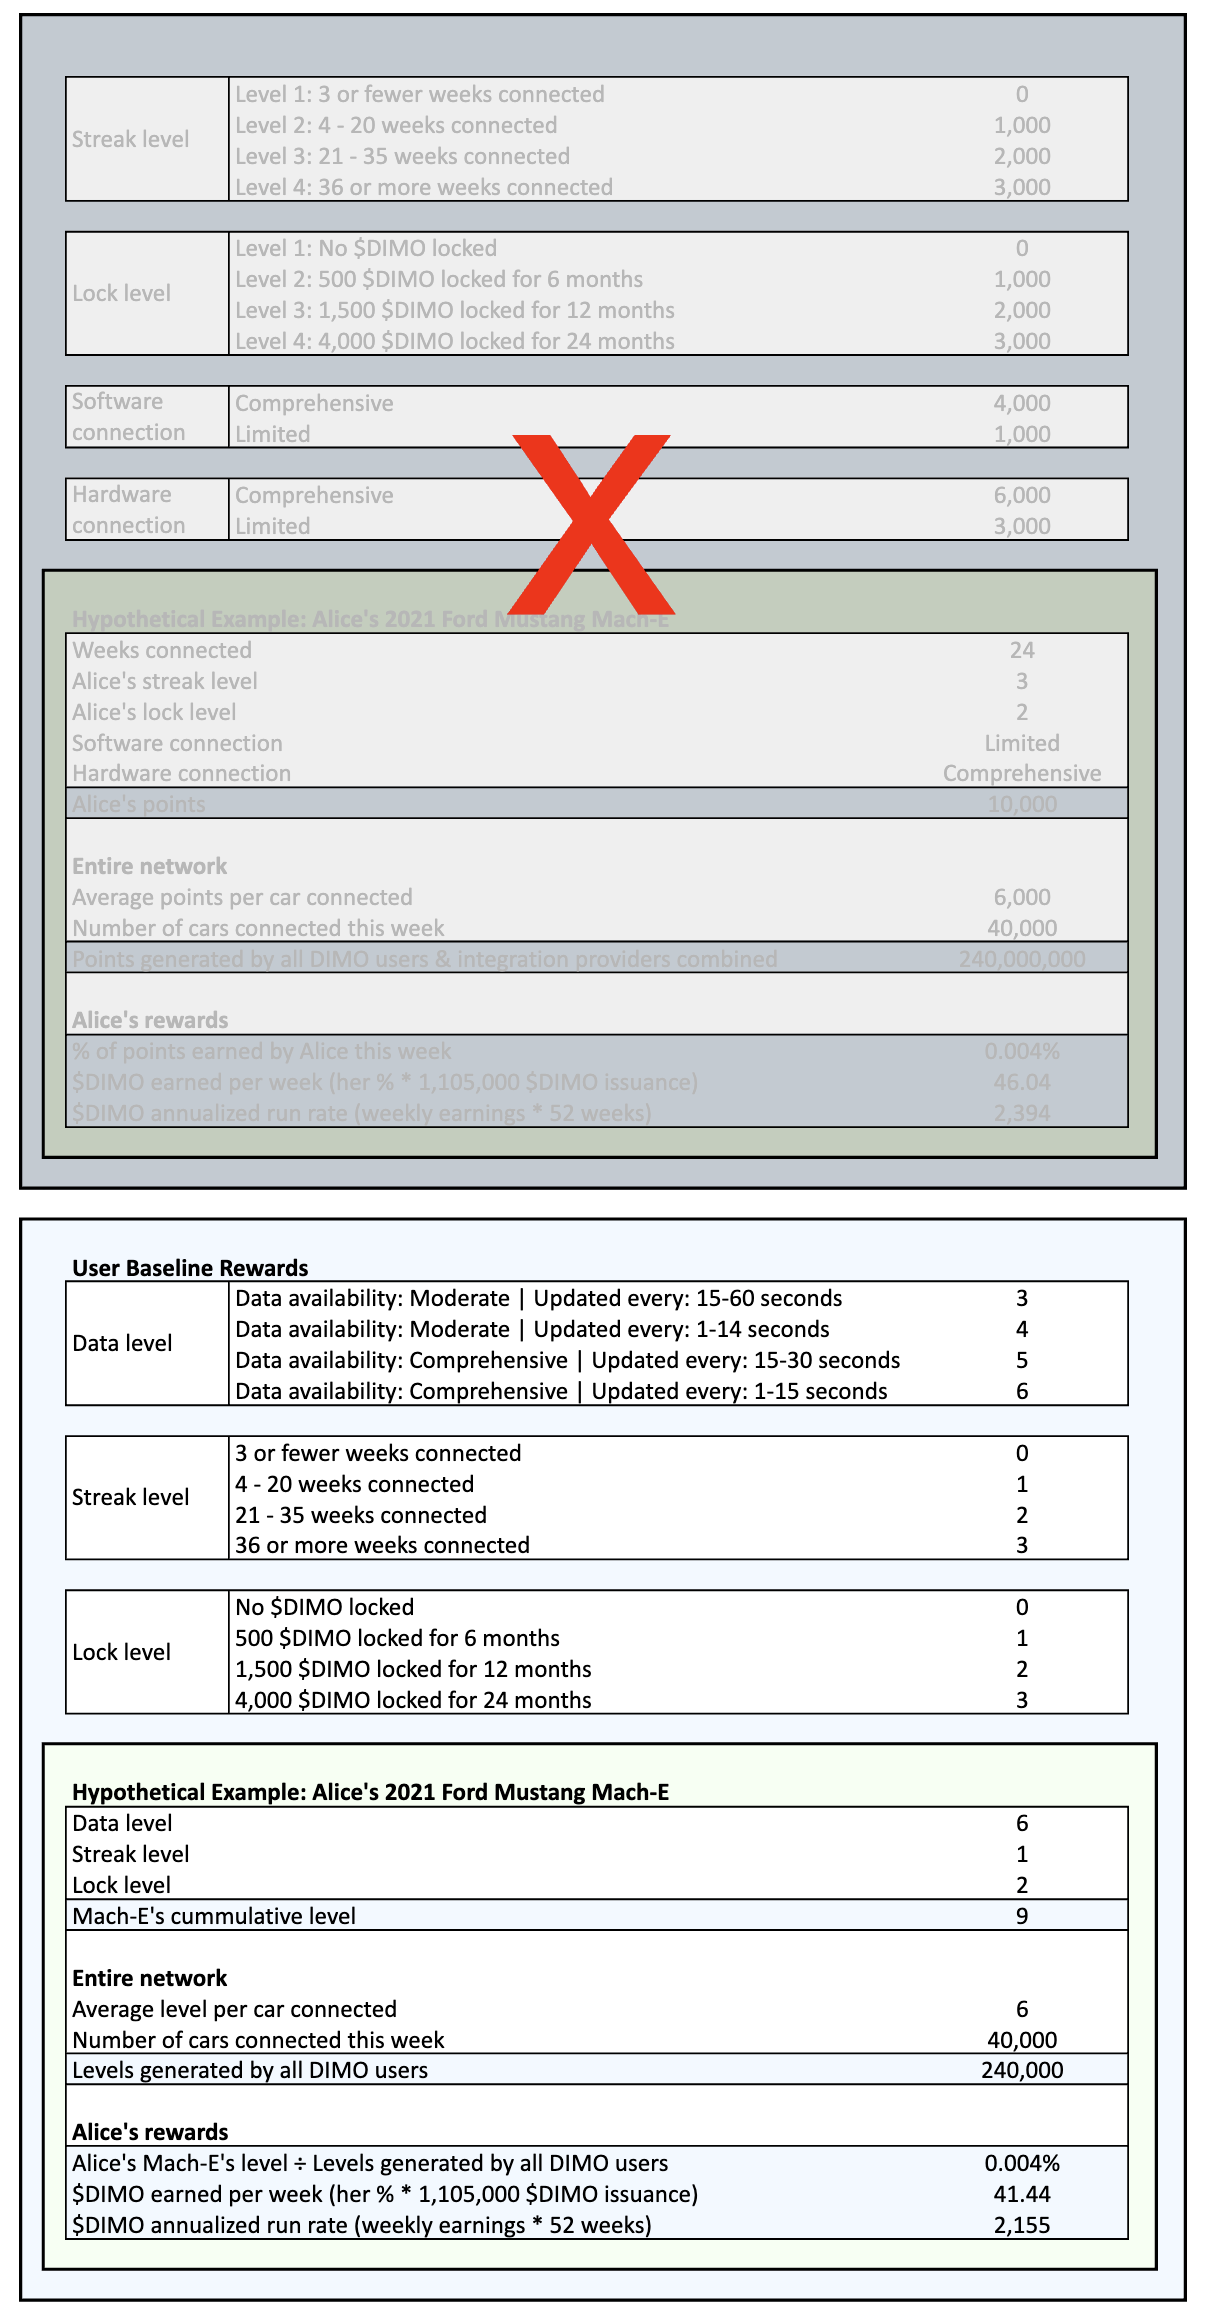 Streak level
Level 1: 3 or fewer weeks connected 0
Level 2: 4 - 20 weeks connected 1,000
Level 3: 21 - 35 weeks connected 2,000
Level 4: 36 or more weeks connected 3,000
Lock level
Level 1: No $DIMO locked 0
Level 2: 500 $DIMO locked for 6 months 1,000
Level 3: 1,500 $DIMO locked for 12 months 2,000
Level 4: 4,000 $DIMO locked for 24 months 3,000
Software connection
Comprehensive 4,000
Limited 1,000
Hardware connection
Comprehensive 6,000
Limited 3,000
X
Hypothetical Example: Alice's 2021 Ford Mustang Mach-E
Weeks connected 24
Alice's streak level 3
Alice's lock level 2
Software connection Limited
Hardware connection Comprehensive
Alice's points 10,000
Entire network
Average points per car connected 6,000
Number of cars connected this week 40,000
Points generated by all DIMO users & integration providers combined 240,000,000
Alice's rewards
% of points earned by Alice this week 0.004%
$DIMO earned per week (her % * 1,105,000 $DIMO issuance) 46.04
$DIMO annualized run rate (weekly earnings * 52 weeks) 2,394
User Baseline Rewards
Data level
Data availability: Moderate | Updated every: 15-60 seconds 3
Data availability: Moderate | Updated every: 1-14 seconds 4
Data availability: Comprehensive | Updated every: 15-30 seconds 5
Data availability: Comprehensive | Updated every: 1-15 seconds 6
Streak level
3 or fewer weeks connected 0
4 - 20 weeks connected 1
21 - 35 weeks connected 2
36 or more weeks connected 3
Lock level
No $DIMO locked 0
500 $DIMO locked for 6 months 1
1,500 $DIMO locked for 12 months 2
4,000 $DIMO locked for 24 months 3
Hypothetical Example: Alice's 2021 Ford Mustang Mach-E
Data level 6
Streak level 1
Lock level 2
Mach-E's cummulative level 9
Entire network
Average level per car connected 6
Number of cars connected this week 40,000
Levels generated by all DIMO users 240,000
Alice's rewards
Alice's Mach-E's level ÷ Levels generated by all DIMO users 0.004%
$DIMO earned per week (her % * 1,105,000 $DIMO issuance) 41.44
$DIMO annualized run rate (weekly earnings * 52 weeks) 2,155